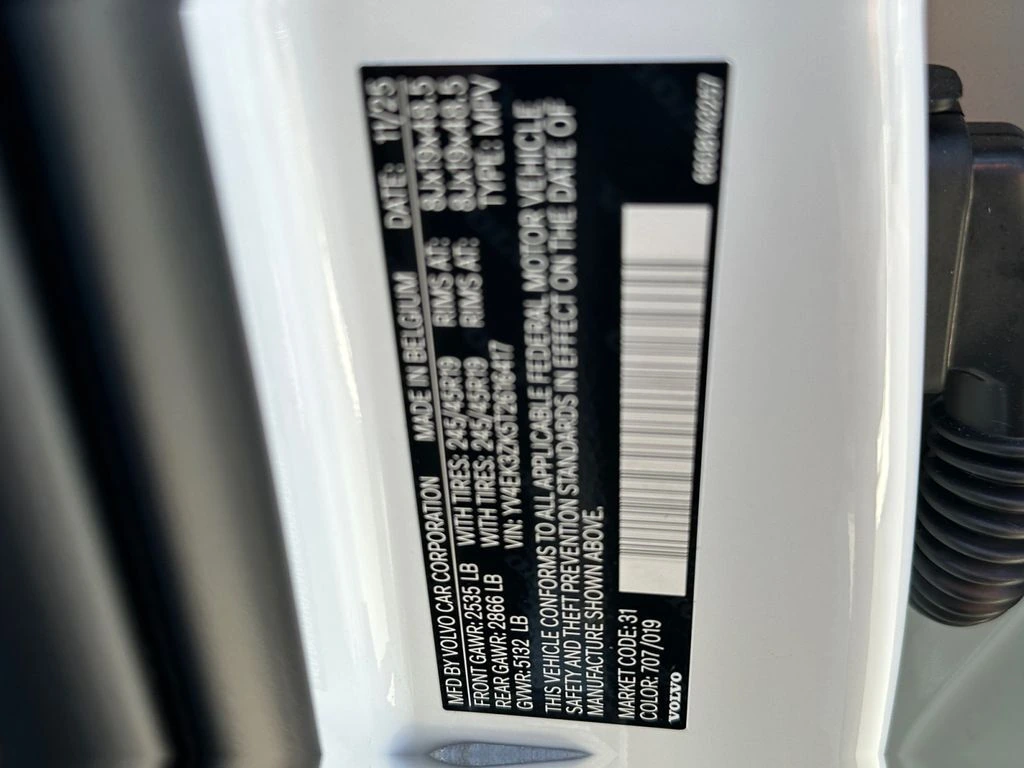 MFD BY VOLVO CAR CORPORATION MADE IN BELGIUM DATE: 11/25
FRONT GAWR: 2535 LB WITH TIRES: 245/45R19 RIMS AT: 8Jx19x48.5
REAR GAWR: 2866 LB WITH TIRES: 245/45R19 RIMS AT: 8Jx19x48.5
GVWR: 5132 LB VIN: YV4EK3ZK5T2616417 TYPE: MPV
THIS VEHICLE CONFORMS TO ALL APPLICABLE FEDERAL MOTOR VEHICLE
SAFETY AND THEFT PREVENTION STANDARDS IN EFFECT ON THE DATE OF
MANUFACTURE SHOWN ABOVE.
MARKET CODE: 31
COLOR: 707/019
VOLVO